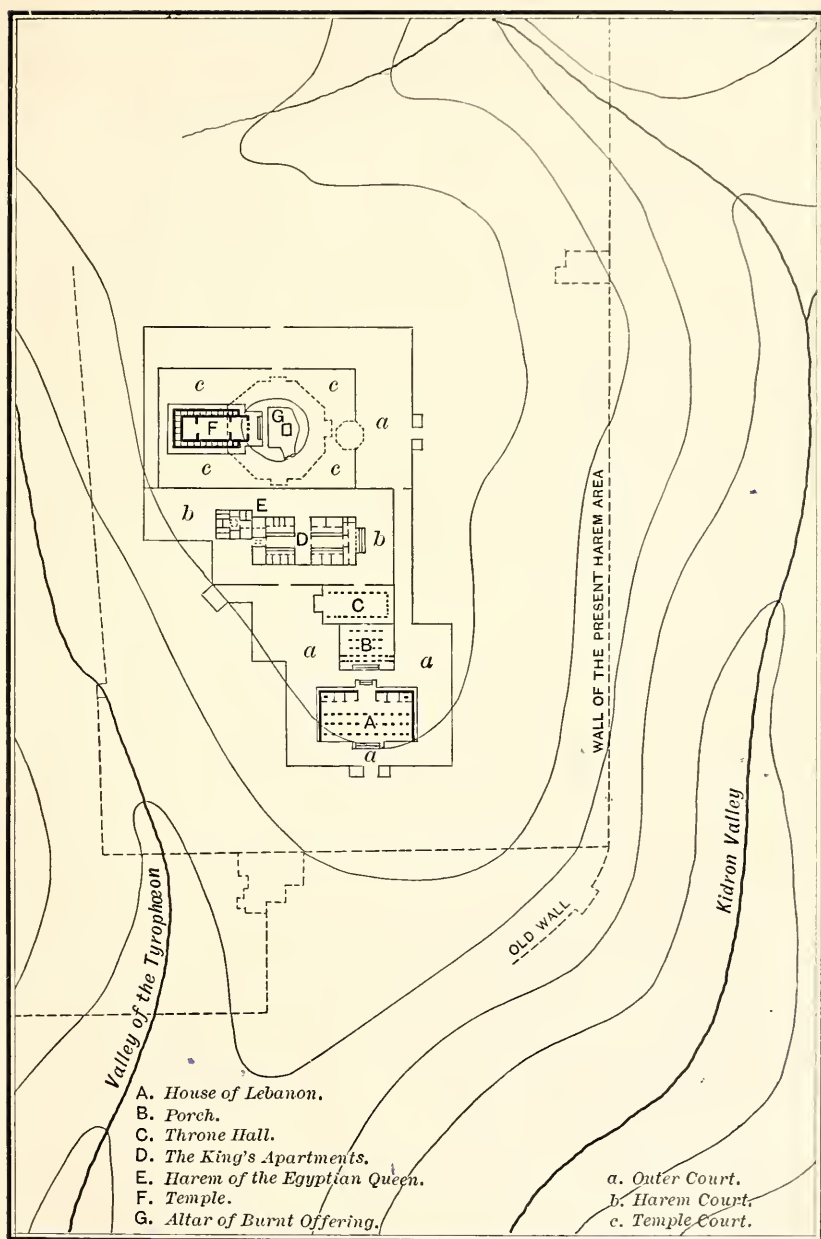 c
c
F
G
a
c
c
b
E
D
b
C
a
B
a
A
a
WALL OF THE PRESENT HAREM AREA
Kidron Valley
OLD WALL
Valley of the Tyrophœon
A. House of Lebanon.
B. Porch.
C. Throne Hall.
D. The King's Apartments.
E. Harem of the Egyptian Queen.
F. Temple.
G. Altar of Burnt Offering.
a. Outer Court.
b. Harem Court.
c. Temple Court.